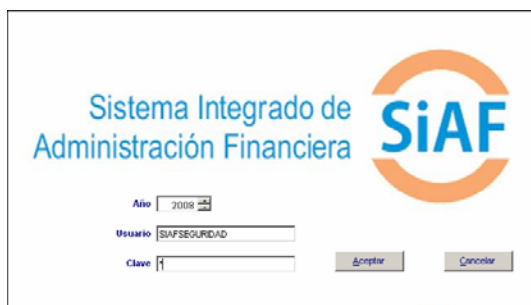 Sistema Integrado de
Administración Financiera
SiAF
Año 2008
Usuario SIAFSEGURIDAD
Clave *
Aceptar Cancelar